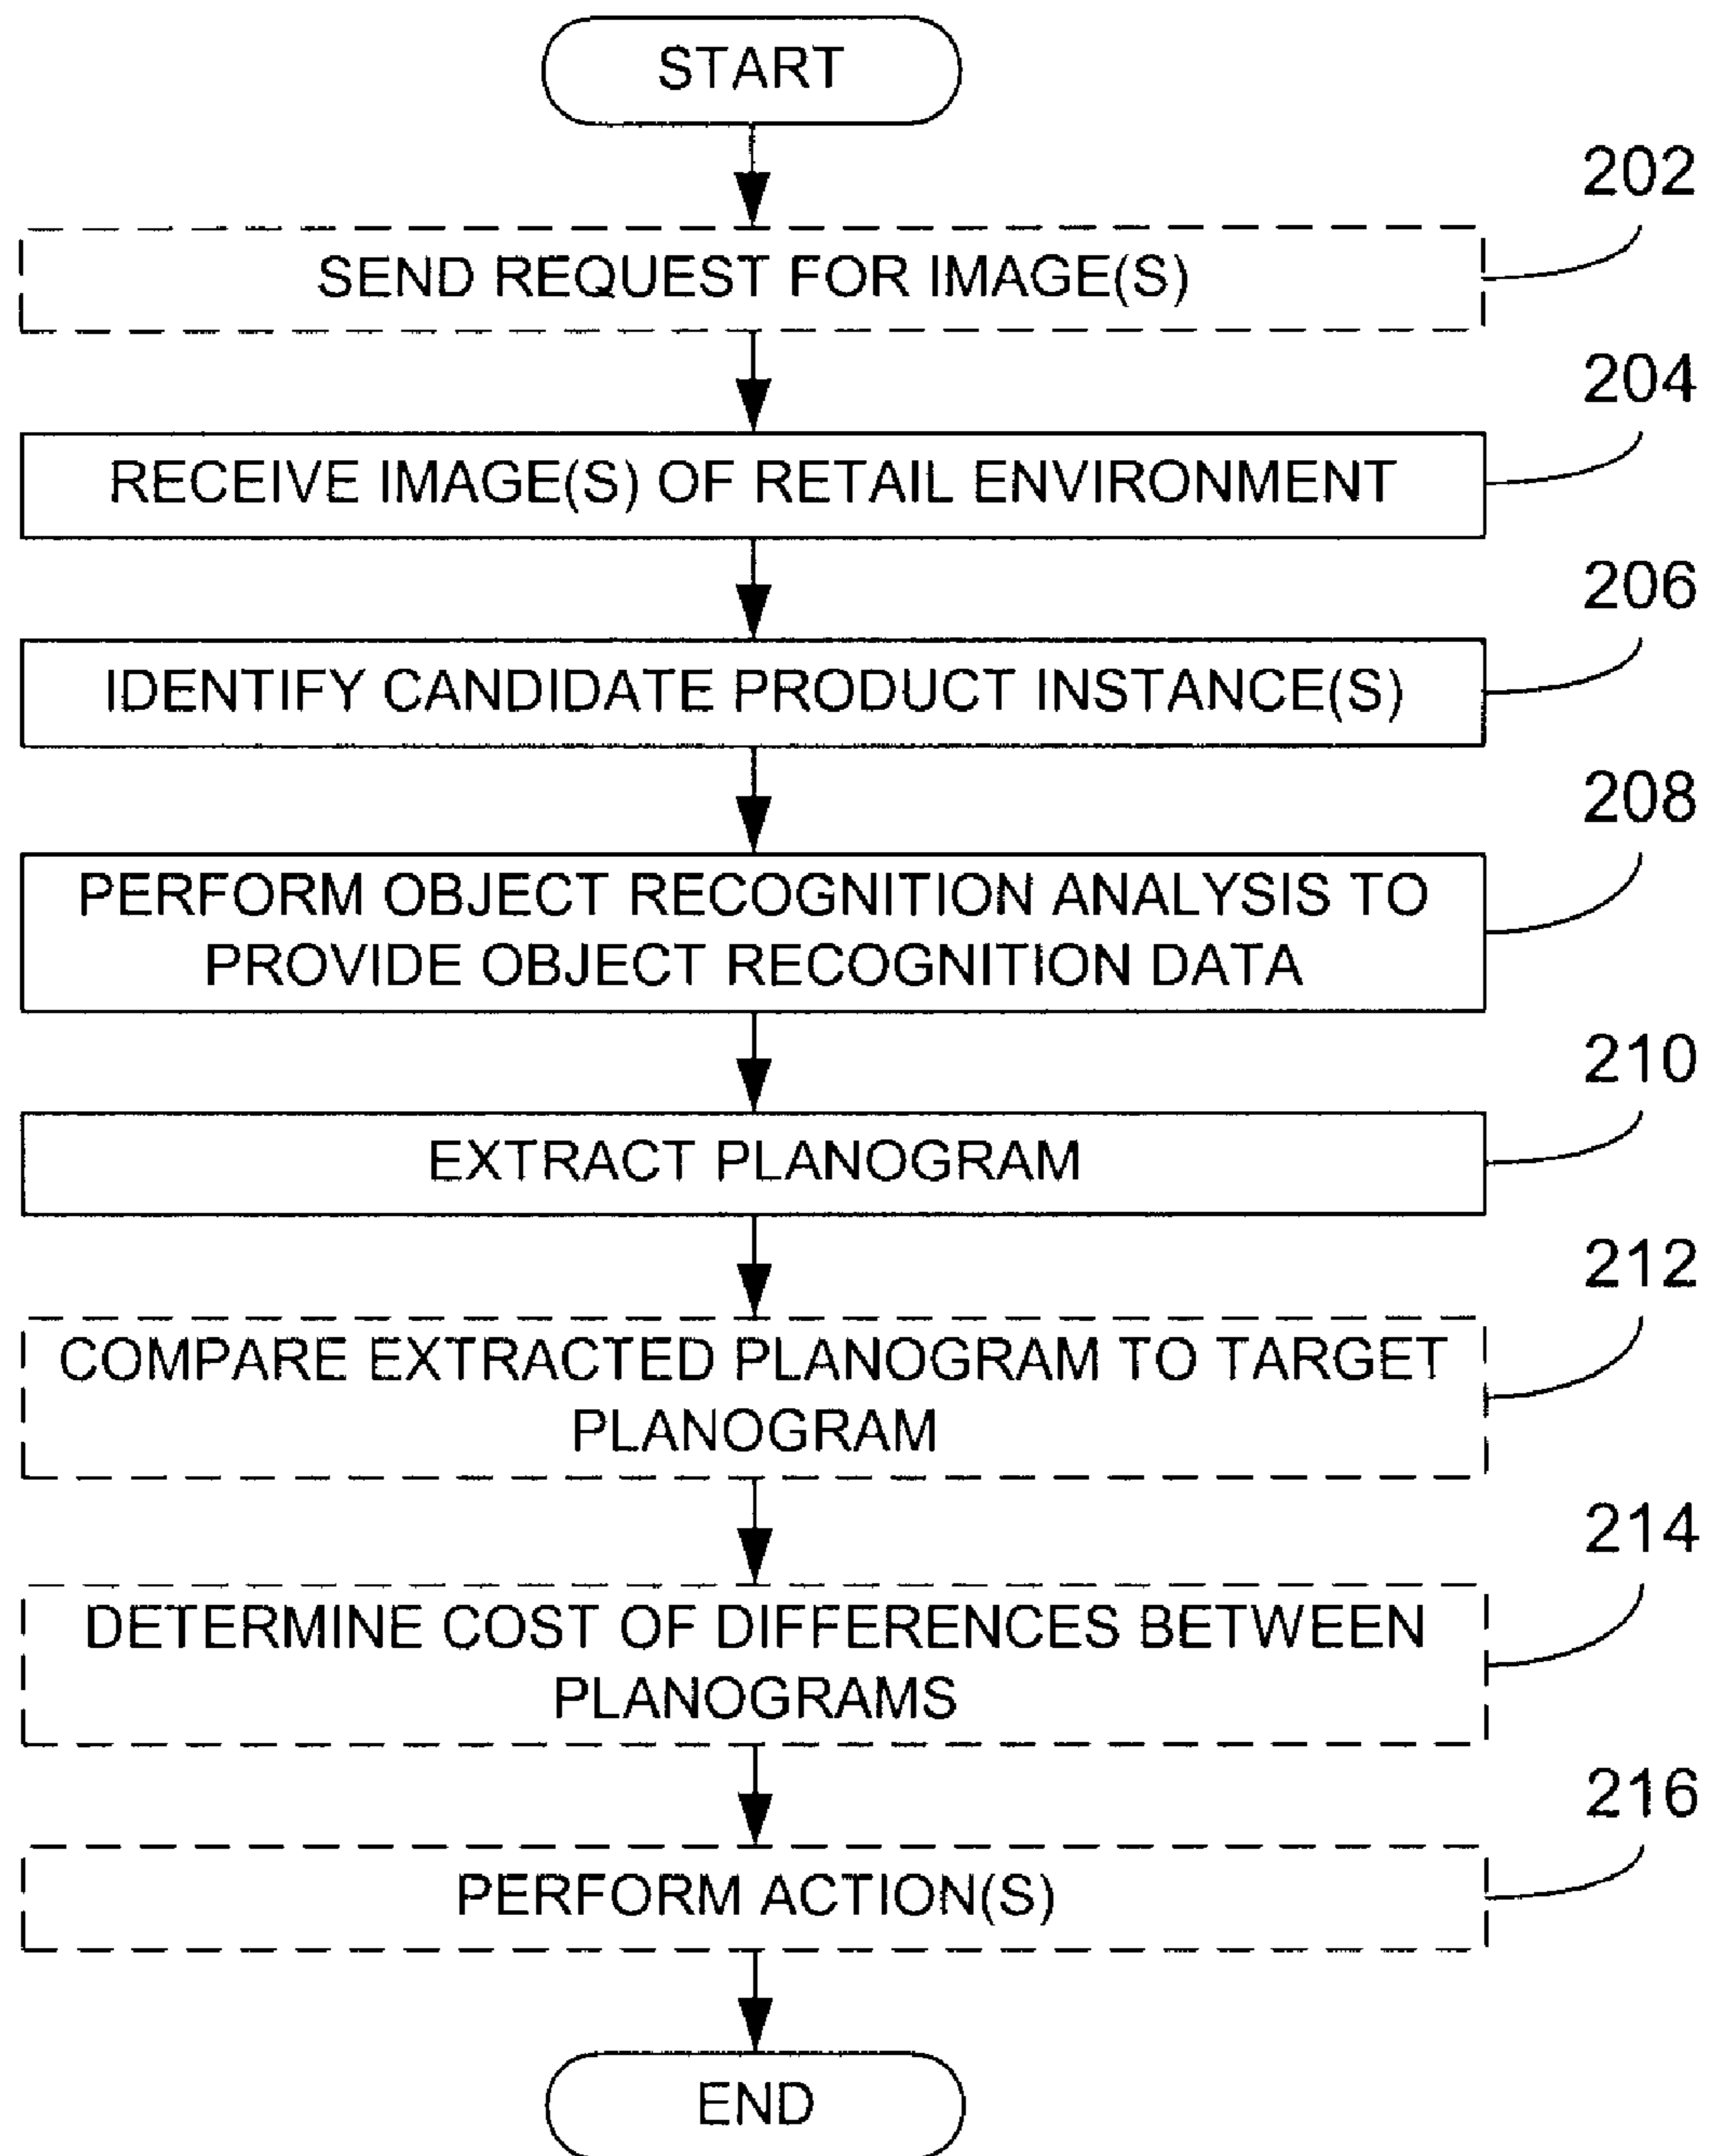 START
202
SEND REQUEST FOR IMAGE(S)
204
RECEIVE IMAGE(S) OF RETAIL ENVIRONMENT
206
IDENTIFY CANDIDATE PRODUCT INSTANCE(S)
208
PERFORM OBJECT RECOGNITION ANALYSIS TO
PROVIDE OBJECT RECOGNITION DATA
210
EXTRACT PLANOGRAM
212
COMPARE EXTRACTED PLANOGRAM TO TARGET
PLANOGRAM
214
DETERMINE COST OF DIFFERENCES BETWEEN
PLANOGRAMS
216
PERFORM ACTION(S)
END